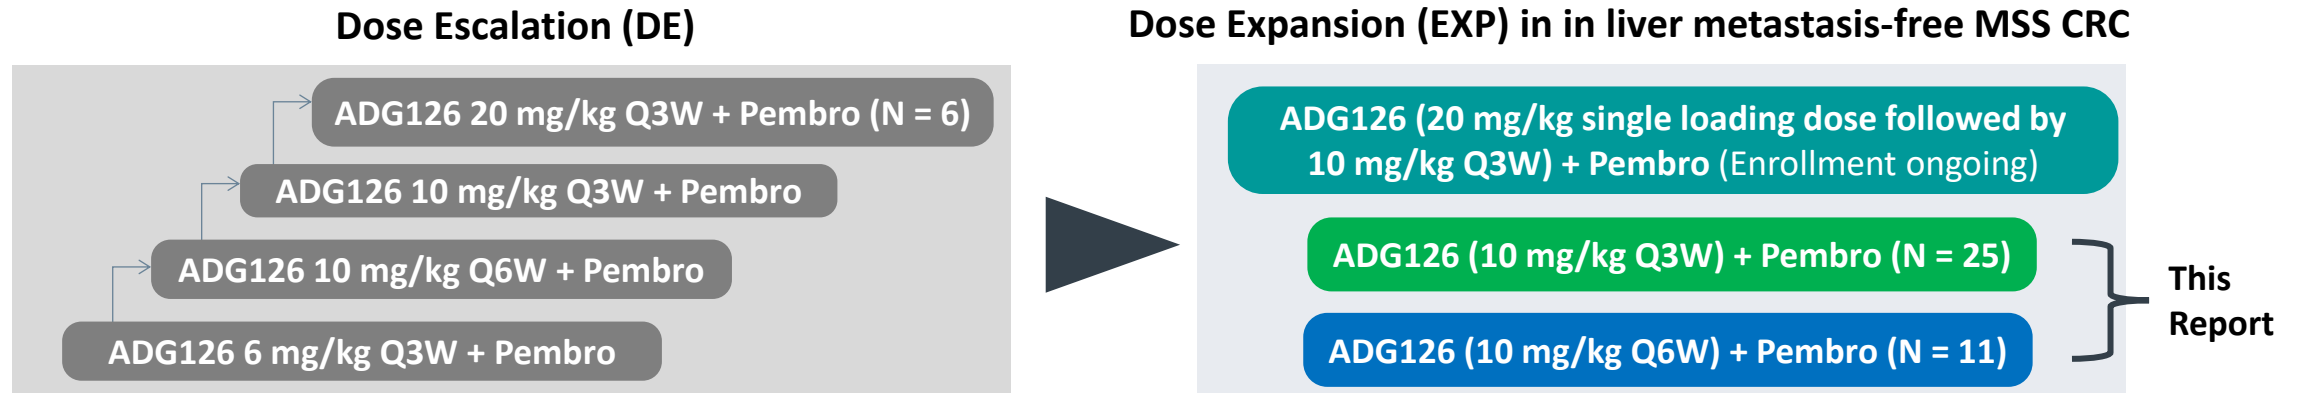 Dose Escalation (DE)
ADG126 20 mg/kg Q3W + Pembro (N = 6)
ADG126 10 mg/kg Q3W + Pembro
ADG126 10 mg/kg Q6W + Pembro
ADG126 6 mg/kg Q3W + Pembro
Dose Expansion (EXP) in in liver metastasis-free MSS CRC
ADG126 (20 mg/kg single loading dose followed by
10 mg/kg Q3W) + Pembro (Enrollment ongoing)
ADG126 (10 mg/kg Q3W) + Pembro (N = 25)
ADG126 (10 mg/kg Q6W) + Pembro (N = 11)
This
Report